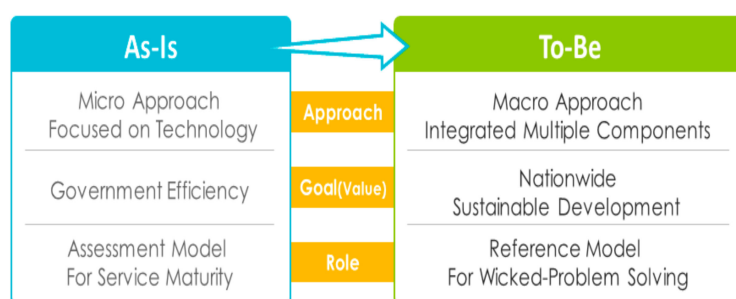 As-Is
To-Be
Micro Approach
Focused on Technology
Approach
Macro Approach
Integrated Multiple Components
Government Efficiency
Goal(Value)
Nationwide
Sustainable Development
Assessment Model
For Service Maturity
Role
Reference Model
For Wicked-Problem Solving